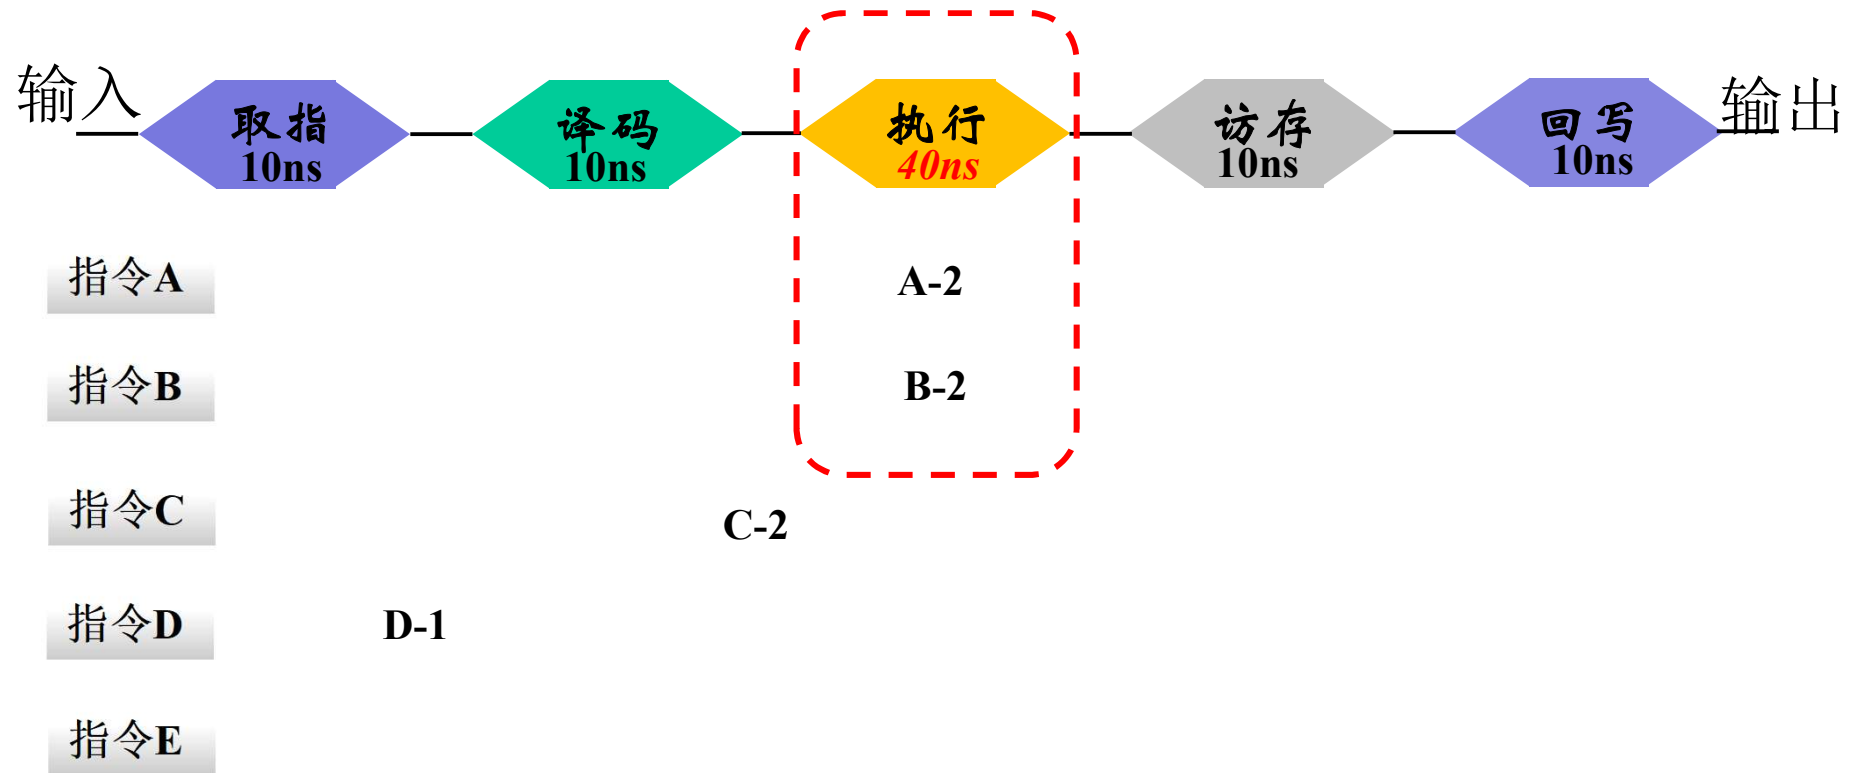 输入 取指 译码 执行 访存 回写 输出
10ns 10ns 40ns 10ns 10ns
指令A A-2
指令B B-2
指令C C-2
指令D D-1
指令E